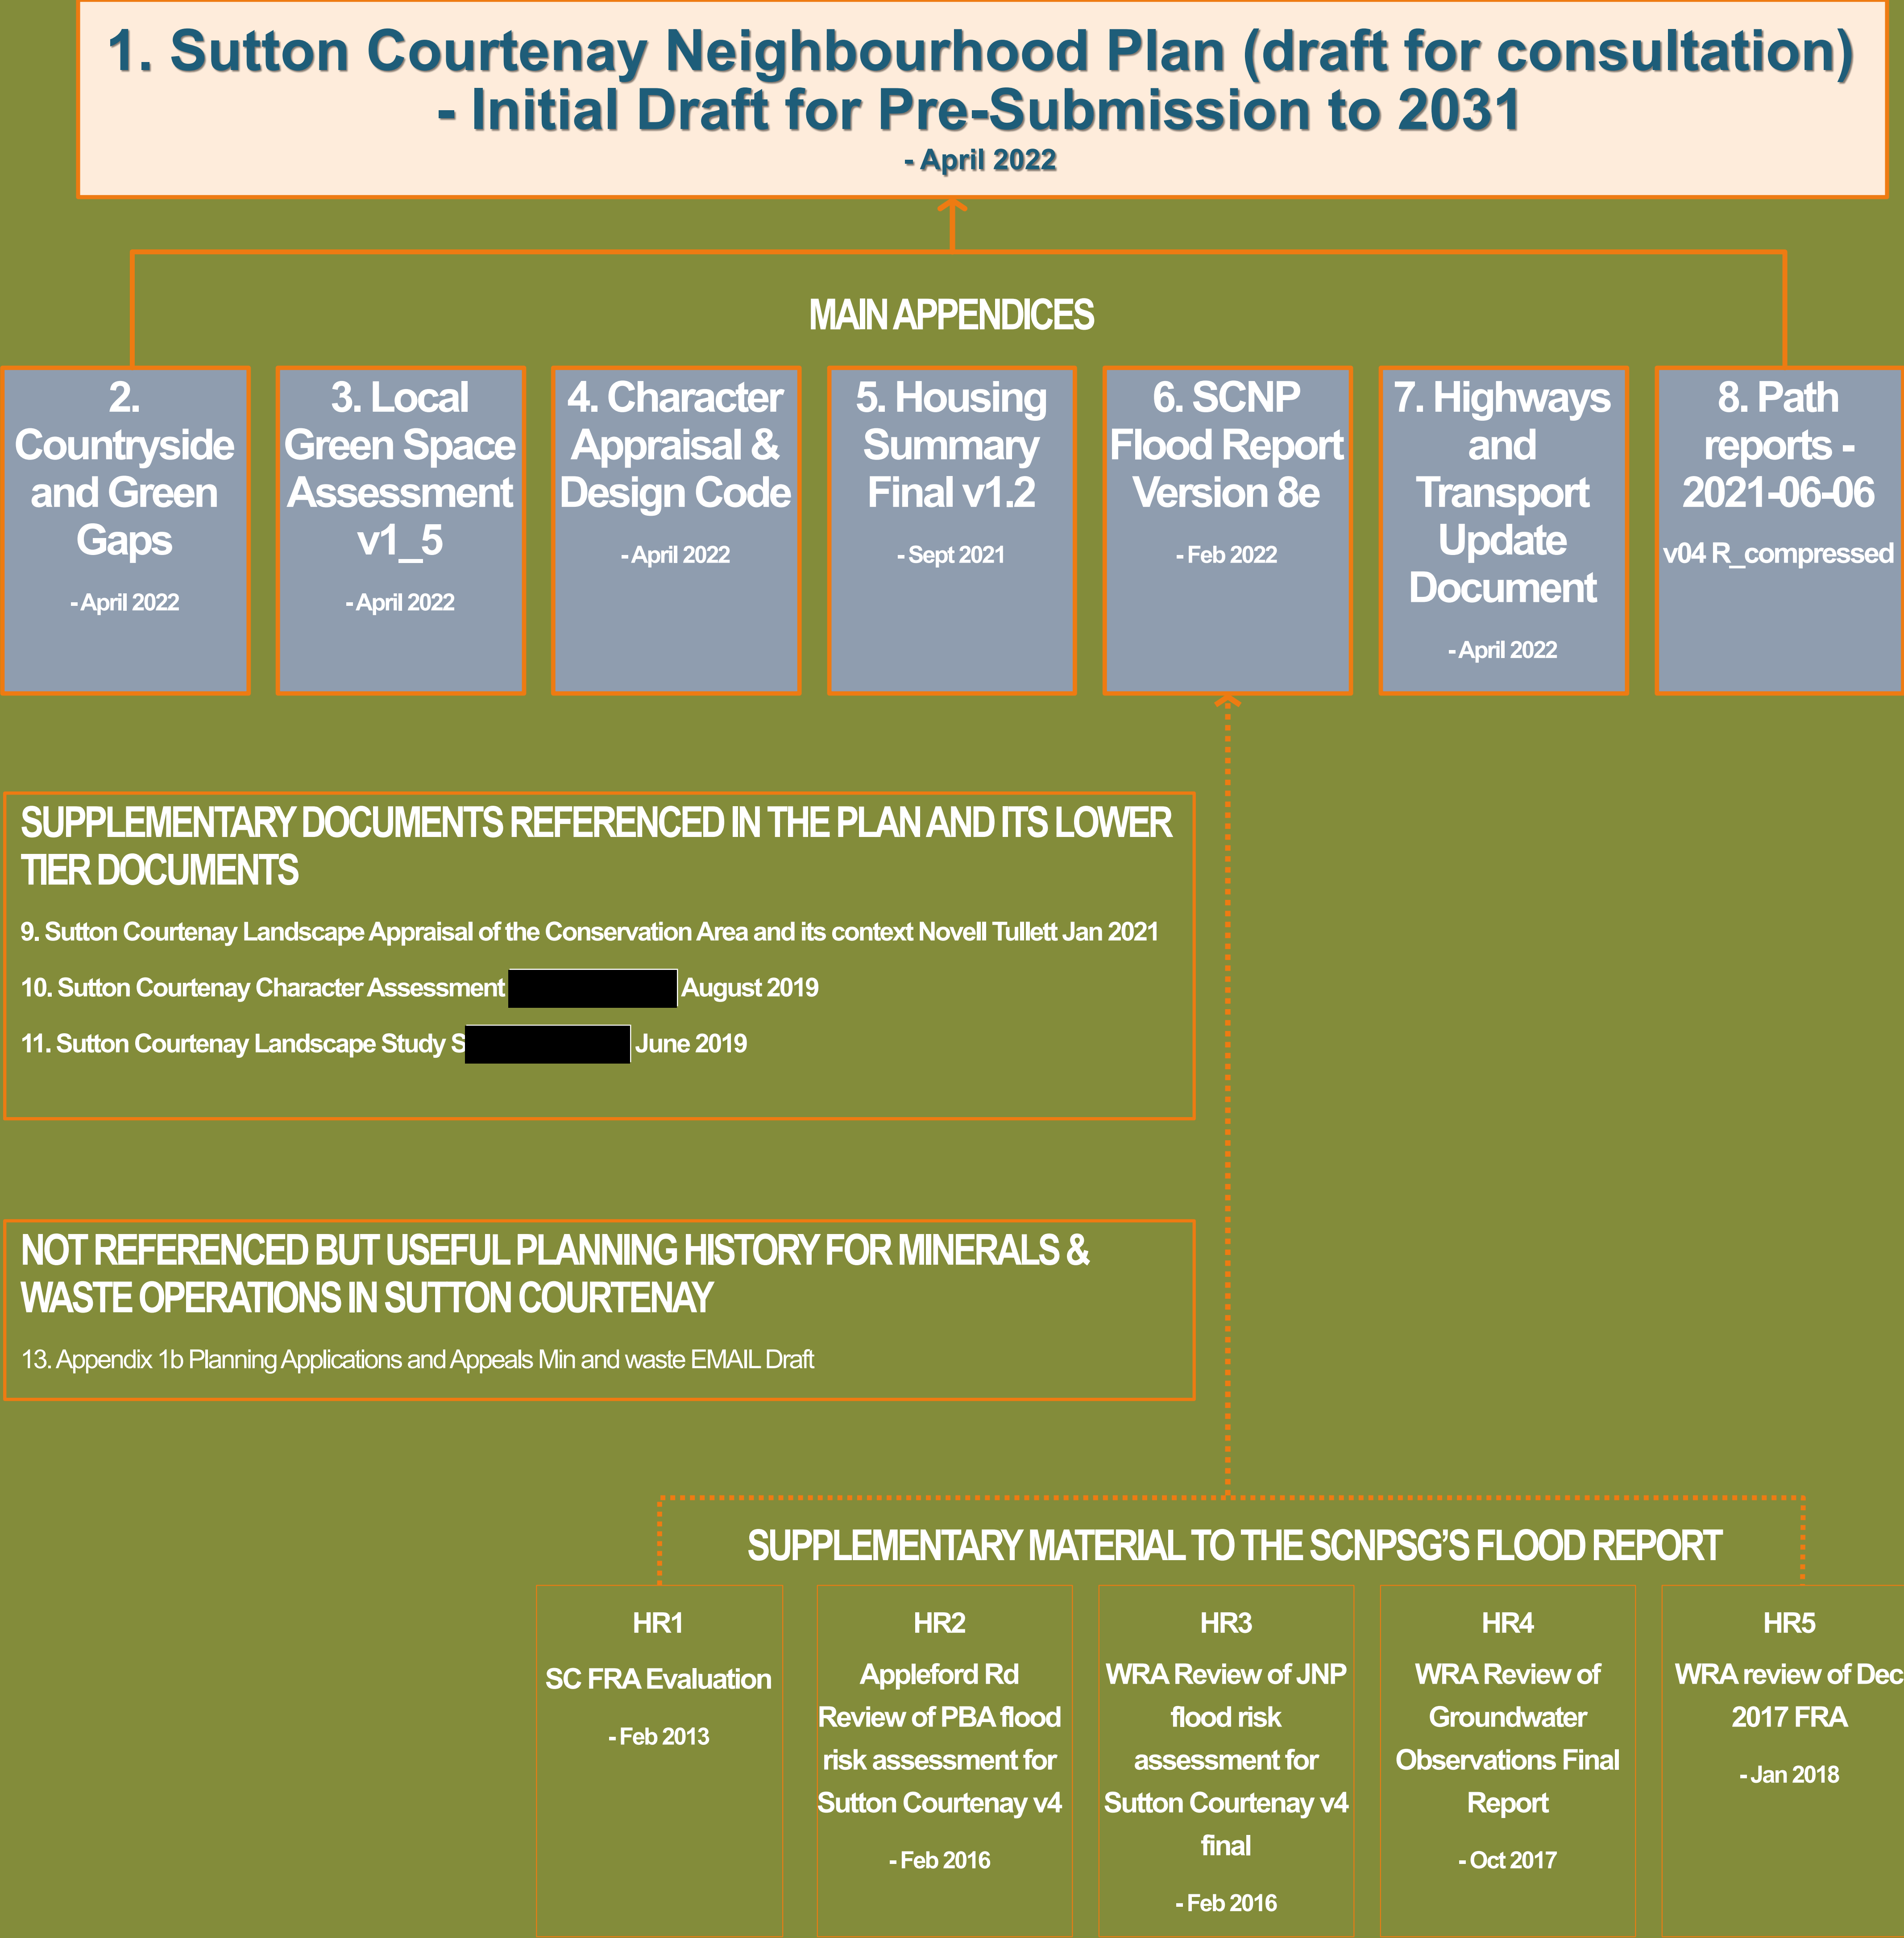 1. Sutton Courtenay Neighbourhood Plan (draft for consultation)
- Initial Draft for Pre-Submission to 2031
- April 2022
MAIN APPENDICES
2.
Countryside
and Green
Gaps
- April 2022
3. Local
Green Space
Assessment
v1_5
- April 2022
4. Character
Appraisal &
Design Code
- April 2022
5. Housing
Summary
Final v1.2
- Sept 2021
6. SCNP
Flood Report
Version 8e
- Feb 2022
7. Highways
and
Transport
Update
Document
- April 2022
8. Path
reports -
2021-06-06
v04 R_compressed
SUPPLEMENTARY DOCUMENTS REFERENCED IN THE PLAN AND ITS LOWER
TIER DOCUMENTS
9. Sutton Courtenay Landscape Appraisal of the Conservation Area and its context Novell Tullett Jan 2021
10. Sutton Courtenay Character Assessment August 2019
11. Sutton Courtenay Landscape Study S June 2019
NOT REFERENCED BUT USEFUL PLANNING HISTORY FOR MINERALS &
WASTE OPERATIONS IN SUTTON COURTENAY
13. Appendix 1b Planning Applications and Appeals Min and waste EMAIL Draft
SUPPLEMENTARY MATERIAL TO THE SCNPSG’S FLOOD REPORT
HR1
SC FRA Evaluation
- Feb 2013
HR2
Appleford Rd
Review of PBA flood
risk assessment for
Sutton Courtenay v4
- Feb 2016
HR3
WRA Review of JNP
flood risk
assessment for
Sutton Courtenay v4
final
- Feb 2016
HR4
WRA Review of
Groundwater
Observations Final
Report
- Oct 2017
HR5
WRA review of Dec
2017 FRA
- Jan 2018